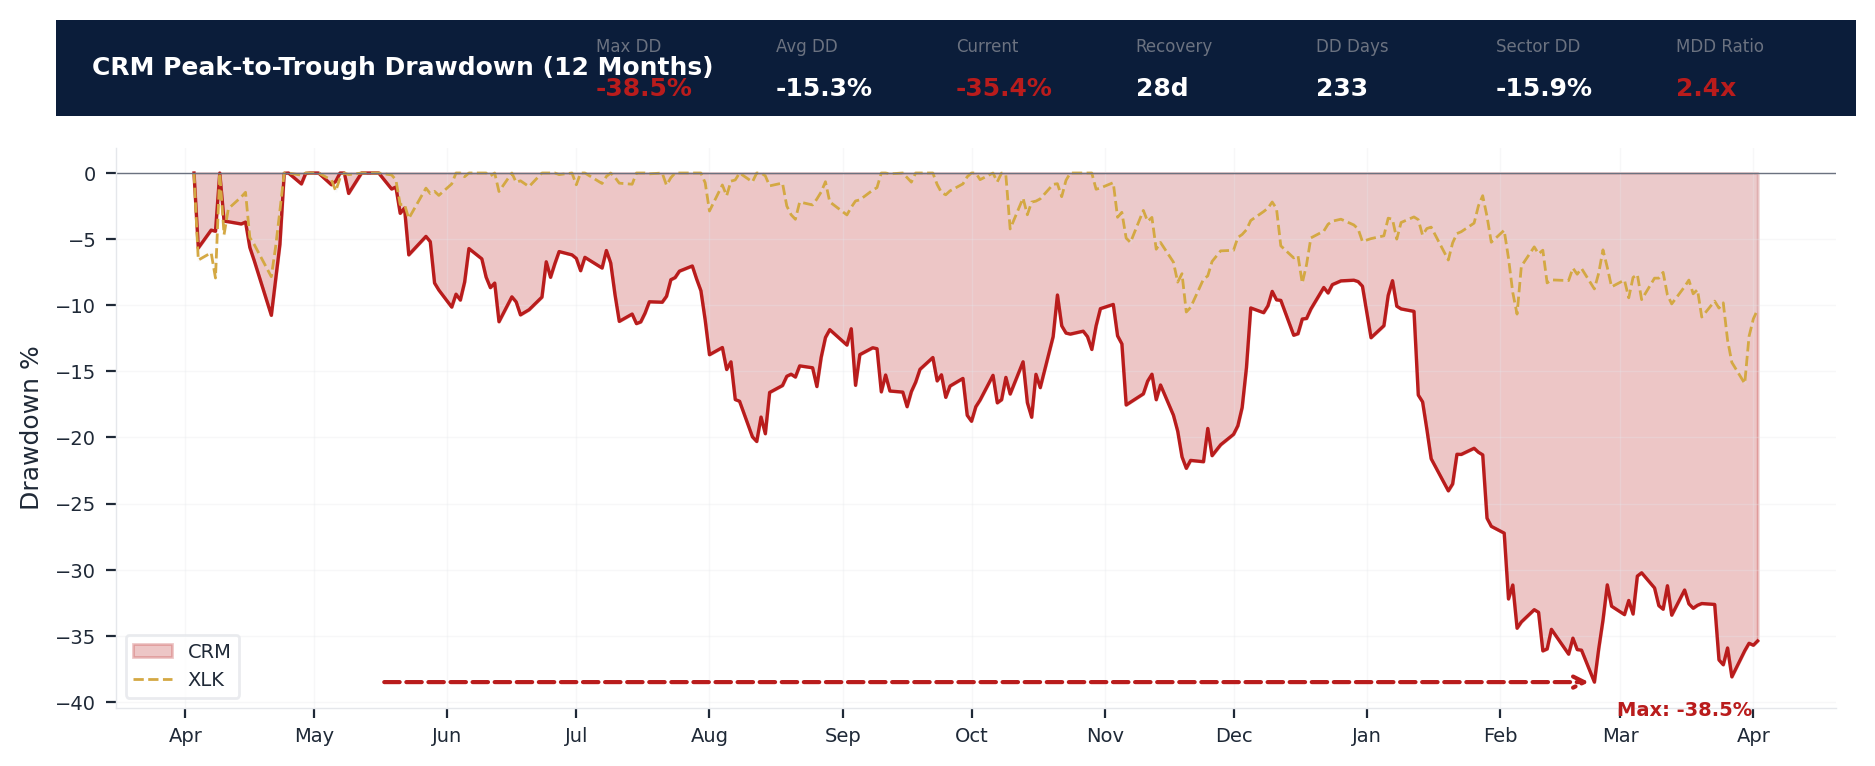 CRM Peak-to-Trough Drawdown (12 Months)
Max DD
-38.5%
Avg DD
-15.3%
Current
-35.4%
Recovery
28d
DD Days
233
Sector DD
-15.9%
MDD Ratio
2.4x
Drawdown %
0
−5
−10
−15
−20
−25
−30
−35
−40
CRM
XLK
Max: -38.5%
Apr
May
Jun
Jul
Aug
Sep
Oct
Nov
Dec
Jan
Feb
Mar
Apr